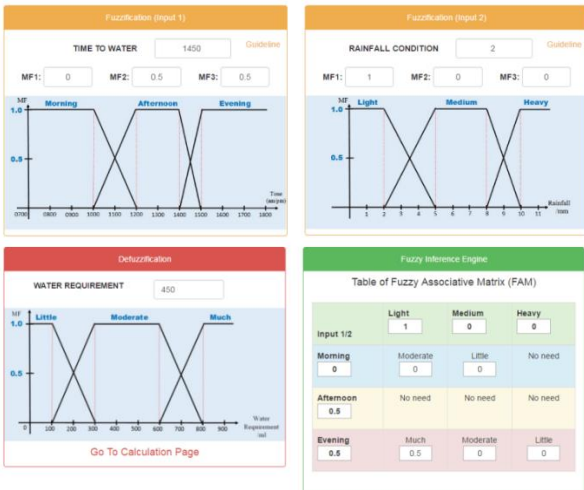 Fuzzification (Input 1)
TIME TO WATER 1450 Guideline
MF1: 0 MF2: 0.5 MF3: 0.5
MF
1.0 Morning Afternoon Evening
0.5
Time
(am/pm)
0700 0800 0900 1000 1200 1300 1400 1500 1600 1700 1800
Fuzzification (Input 2)
RAINFALL CONDITION 2 Guideline
MF1: 1 MF2: 0 MF3: 0
MF
1.0 Light Medium Heavy
0.5
Rainfall
/mm
1 2 3 4 5 6 7 8 9 10 11
Defuzzification
WATER REQUIREMENT 450
MF
1.0 Little Moderate Much
0.5
Water
Requirement
/ml
0 100 200 300 400 500 600 700 800 900
Go To Calculation Page
Fuzzy Inference Engine
Table of Fuzzy Associative Matrix (FAM)
Input 1/2 Light Medium Heavy
1 0 0
Morning Moderate Little No need
0 0 0
Afternoon No need No need No need
0.5
Evening Much Moderate Little
0.5 0.5 0 0